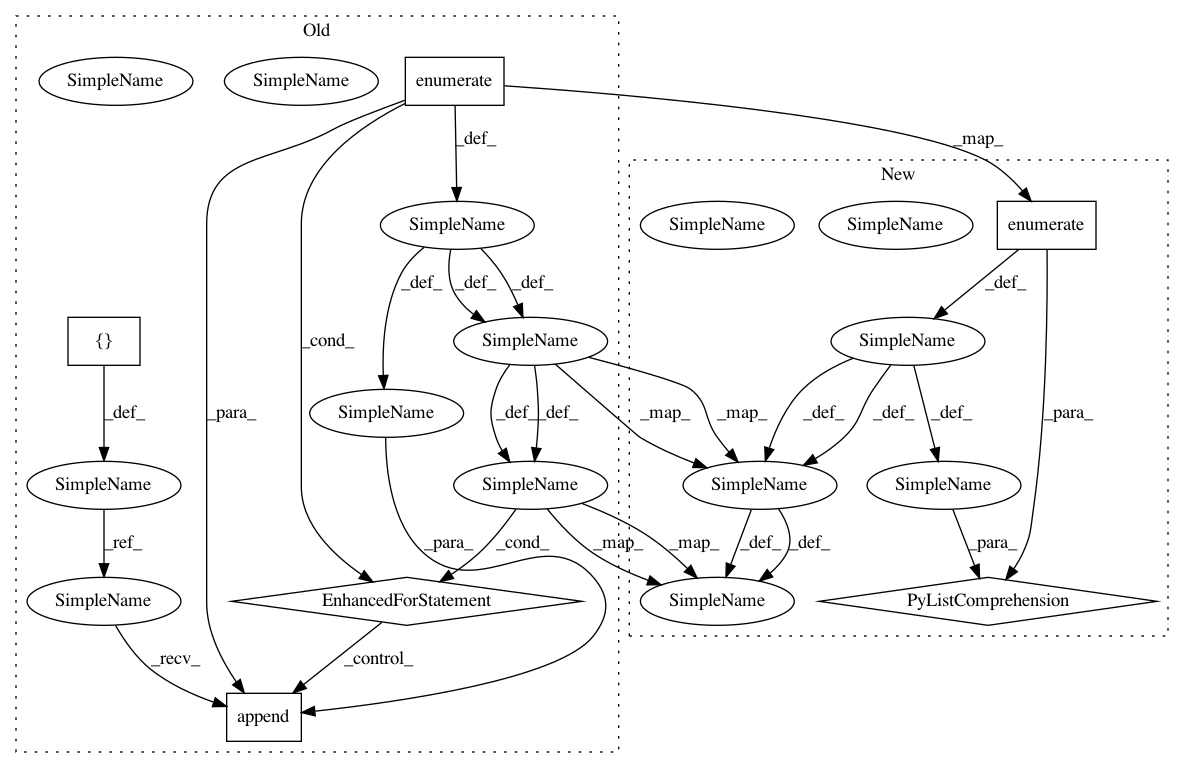 Old
SimpleName
SimpleName
enumerate
_def_
_map_
New
SimpleName
SimpleName
SimpleName
enumerate
_def_
_def_
_def_
_def_
{}
_cond_
SimpleName
SimpleName
_def_
_para_
SimpleName
_def_
_def_
_map_
_map_
_def_
_def_
_def_
_para_
SimpleName
SimpleName
SimpleName
SimpleName
_ref_
_para_
_cond_
_map_
_map_
_def_
_def_
_para_
SimpleName
EnhancedForStatement
SimpleName
PyListComprehension
_recv_
_control_
append